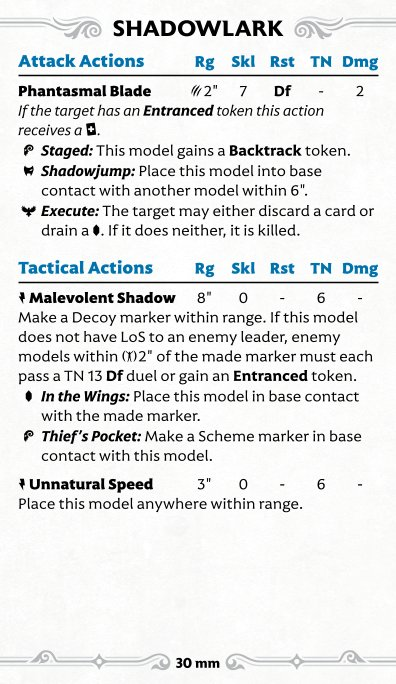 SHADOWLARK
Attack Actions Rg Skl Rst TN Dmg
Phantasmal Blade 2" 7 Df - 2
If the target has an Entranced token this action
receives a .
Staged: This model gains a Backtrack token.
Shadowjump: Place this model into base
contact with another model within 6".
Execute: The target may either discard a card or
drain a . If it does neither, it is killed.
Tactical Actions Rg Skl Rst TN Dmg
Malevolent Shadow 8" 0 - 6 -
Make a Decoy marker within range. If this model
does not have LoS to an enemy leader, enemy
models within 2" of the made marker must each
pass a TN 13 Df duel or gain an Entranced token.
In the Wings: Place this model in base contact
with the made marker.
Thief's Pocket: Make a Scheme marker in base
contact with this model.
Unnatural Speed 3" 0 - 6 -
Place this model anywhere within range.
30 mm